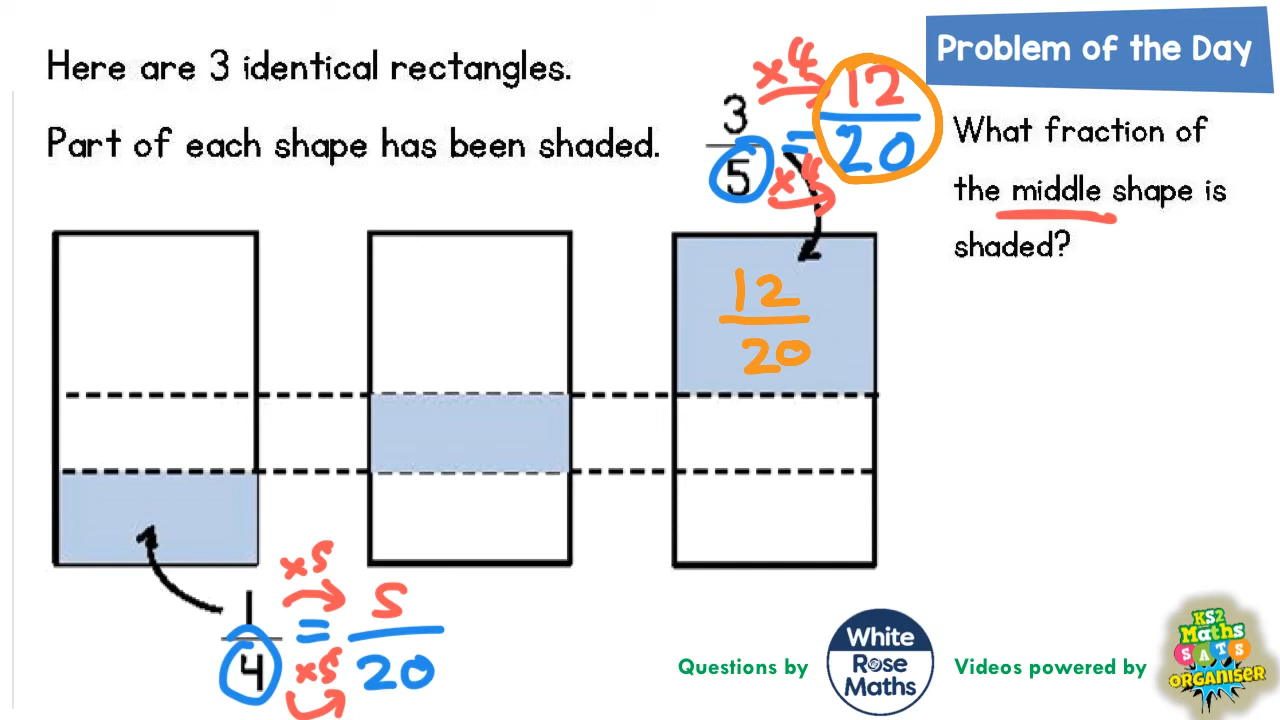 Here are 3 identical rectangles.
Part of each shape has been shaded.
Problem of the Day
What fraction of
the middle shape is
shaded?
×4
3/5 = 12/20
×4
12/20
×5
1/4 = 5/20
×5
Questions by
White
Rose
Maths
Videos powered by
KS2
Maths
SATS
ORGANISER